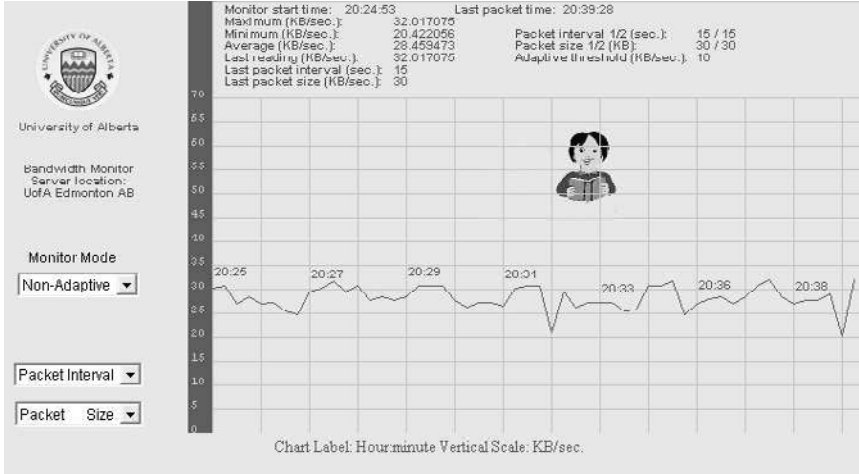 Monitor start time: 20:24:53 Last packet time: 20:39:28
Maximum (KB/sec.): 32.017075
Minimum (KB/sec.): 20.422056 Packet interval 1/2 (sec.): 15 / 15
Average (KB/sec.): 28.459473 Packet size 1/2 (KB): 30 / 30
Last reading (KB/sec.): 32.017075 Adaptive threshold (KB/sec.): 10
Last packet interval (sec.): 15
Last packet size (KB/sec.): 30
UNIVERSITY OF ALBERTA
University of Alberta
Bandwidth Monitor
Server location:
UofA Edmonton AB
Monitor Mode
Non-Adaptive
Packet Interval
Packet Size
70
65
60
55
50
45
40
35
30
25
20
15
10
5
0
20:25 20:27 20:29 20:31 20:33 20:36 20:38
Chart Label: Hour:minute Vertical Scale: KB/sec.